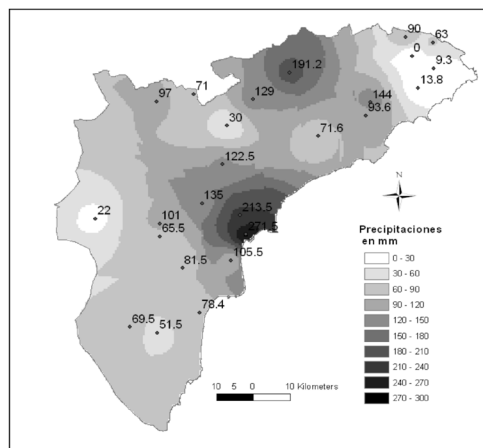 90
63
0
9.3
13.8
191.2
71
129
97
144
93.6
30
71.6
122.5
135
213.5
22
101
271.5
65.5
105.5
81.5
78.4
69.5
51.5
N
Precipitaciones
en mm
0 - 30
30 - 60
60 - 90
90 - 120
120 - 150
150 - 180
180 - 210
210 - 240
240 - 270
270 - 300
10 5 0 10 Kilometers